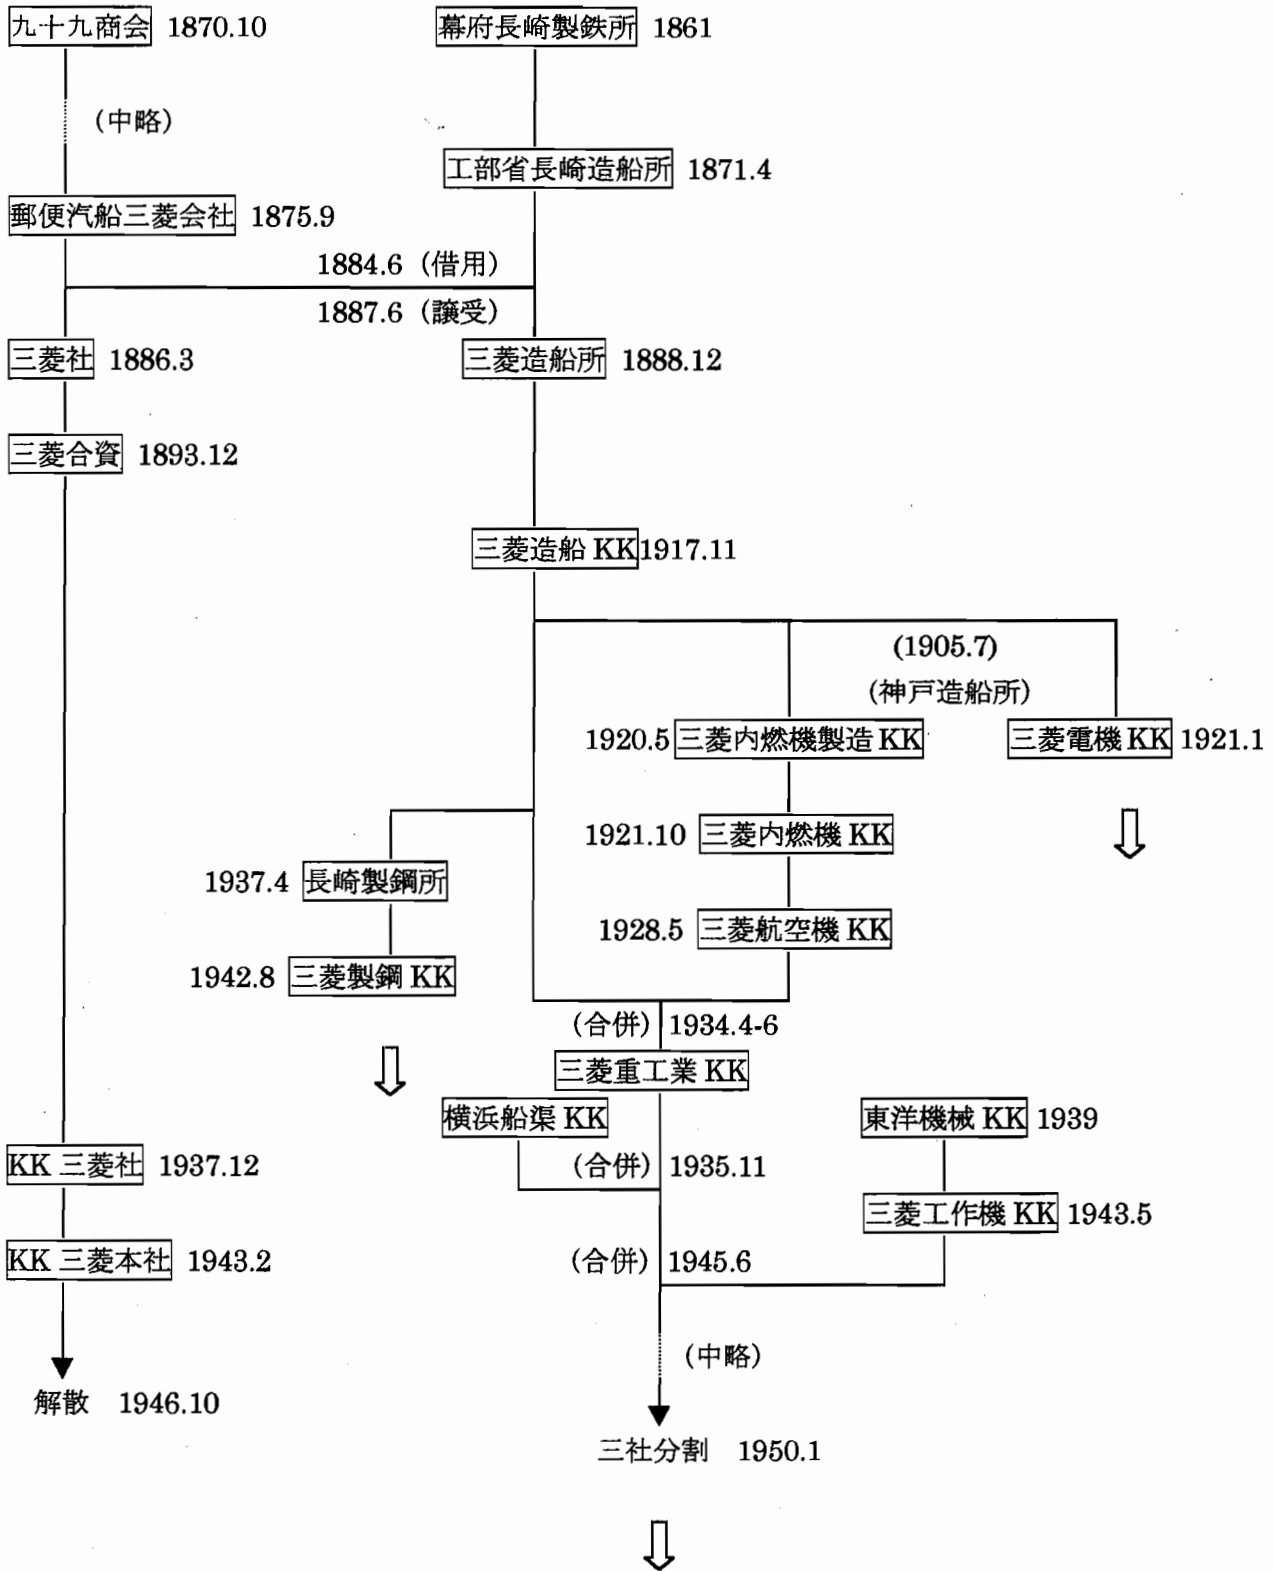 九十九商会 1870.10 幕府長崎製鉄所 1861
(中略)
工部省長崎造船所 1871.4
郵便汽船三菱会社 1875.9
1884.6 (借用)
1887.6 (譲受)
三菱社 1886.3 三菱造船所 1888.12
三菱合資 1893.12
三菱造船 KK 1917.11
(1905.7)
(神戸造船所)
1920.5 三菱内燃機製造 KK 三菱電機 KK 1921.1
1921.10 三菱内燃機 KK
1937.4 長崎製鋼所
1928.5 三菱航空機 KK
1942.8 三菱製鋼 KK
(合併) 1934.4-6
三菱重工業 KK
横浜船渠 KK 東洋機械 KK 1939
KK 三菱社 1937.12 (合併) 1935.11
三菱工作機 KK 1943.5
KK 三菱本社 1943.2 (合併) 1945.6
(中略)
解散 1946.10
三社分割 1950.1